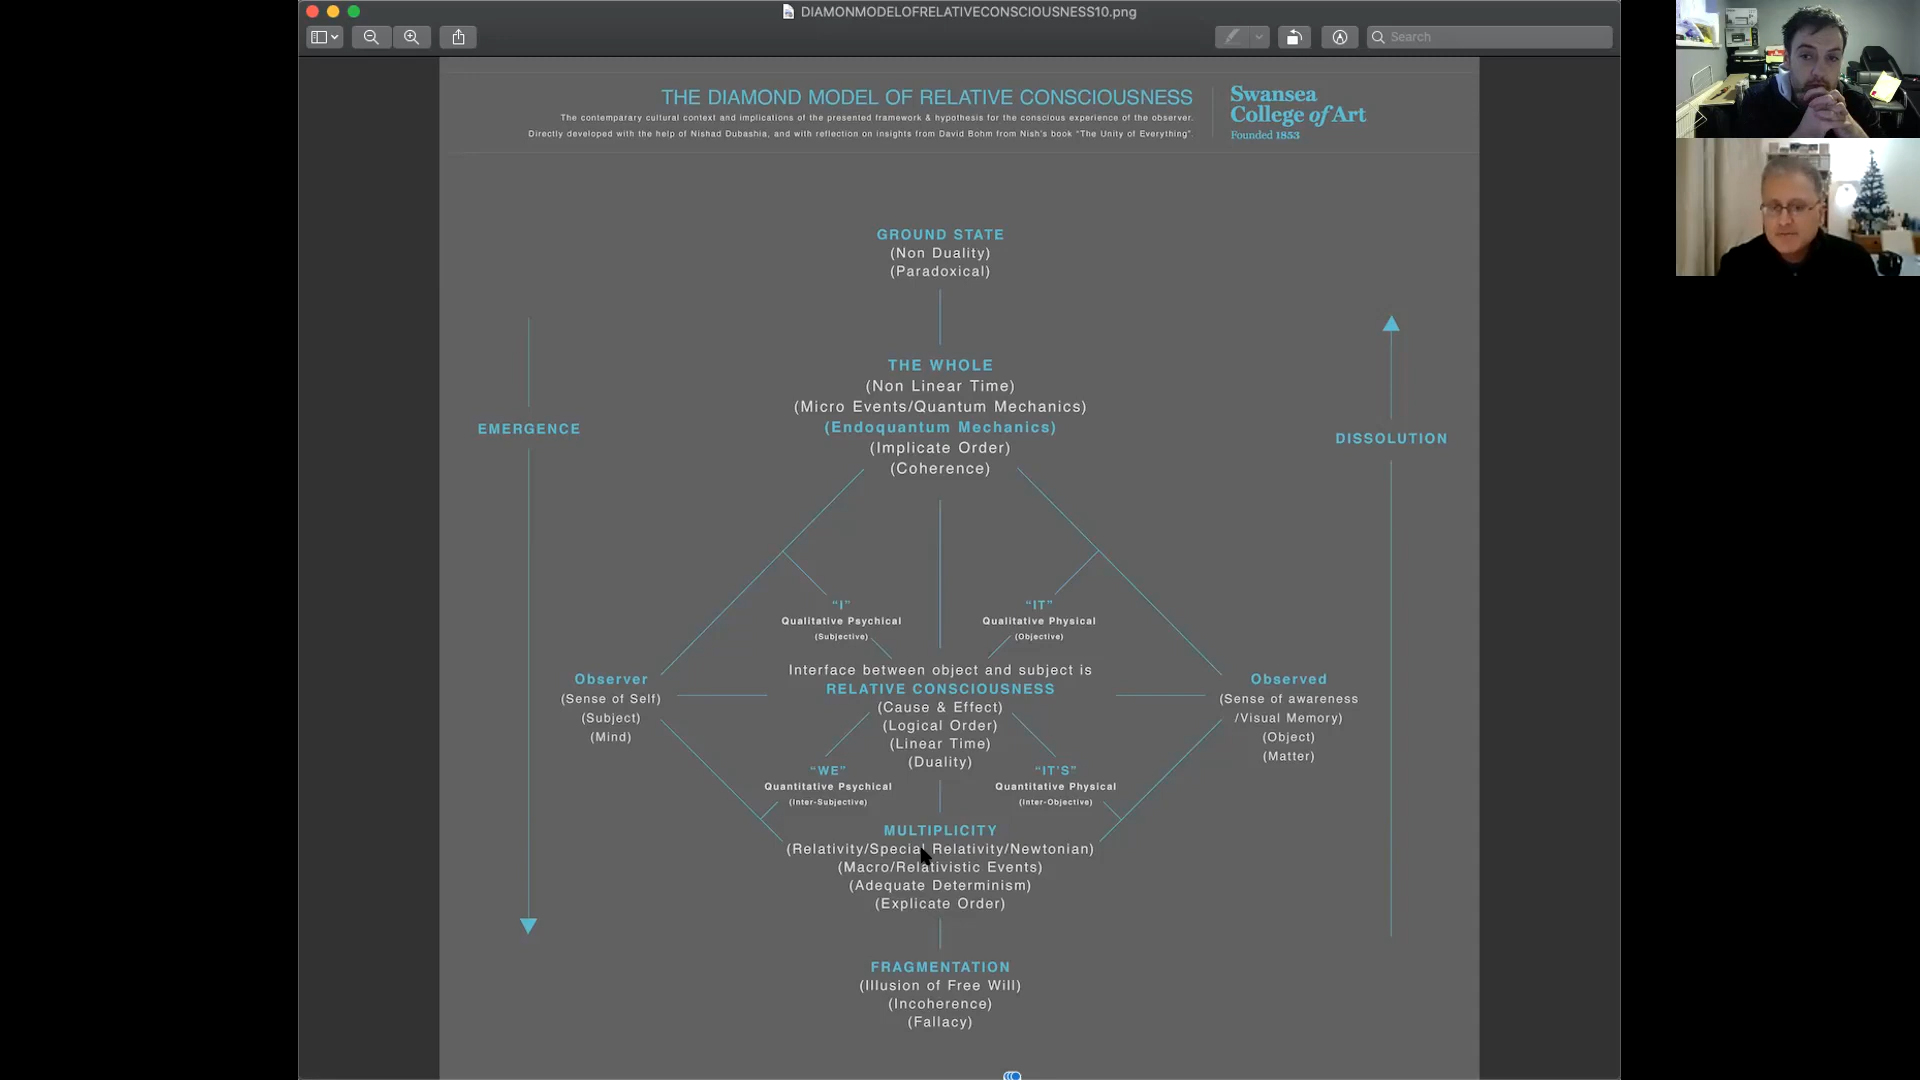 DIAMONMODELOFRELATIVECONSCIOUSNESS10.png
Search
THE DIAMOND MODEL OF RELATIVE CONSCIOUSNESS
The contemparary cultural context and implications of the presented framework & hypothesis for the conscious experience of the observer.
Directly developed with the help of Nishad Dubashia, and with reflection on insights from David Bohm from Nish's book "The Unity of Everything".
Swansea
College of Art
Founded 1853
GROUND STATE
(Non Duality)
(Paradoxical)
THE WHOLE
(Non Linear Time)
(Micro Events/Quantum Mechanics)
(Endoquantum Mechanics)
(Implicate Order)
(Coherence)
EMERGENCE
DISSOLUTION
"I"
Qualitative Psychical
(Subjective)
"IT"
Qualitative Physical
(Objective)
Observer
(Sense of Self)
(Subject)
(Mind)
Interface between object and subject is
RELATIVE CONSCIOUSNESS
(Cause & Effect)
(Logical Order)
(Linear Time)
(Duality)
Observed
(Sense of awareness
/Visual Memory)
(Object)
(Matter)
"WE"
Quantitative Psychical
(Inter-Subjective)
"IT'S"
Quantitative Physical
(Inter-Objective)
MULTIPLICITY
(Relativity/Special Relativity/Newtonian)
(Macro/Relativistic Events)
(Adequate Determinism)
(Explicate Order)
FRAGMENTATION
(Illusion of Free Will)
(Incoherence)
(Fallacy)